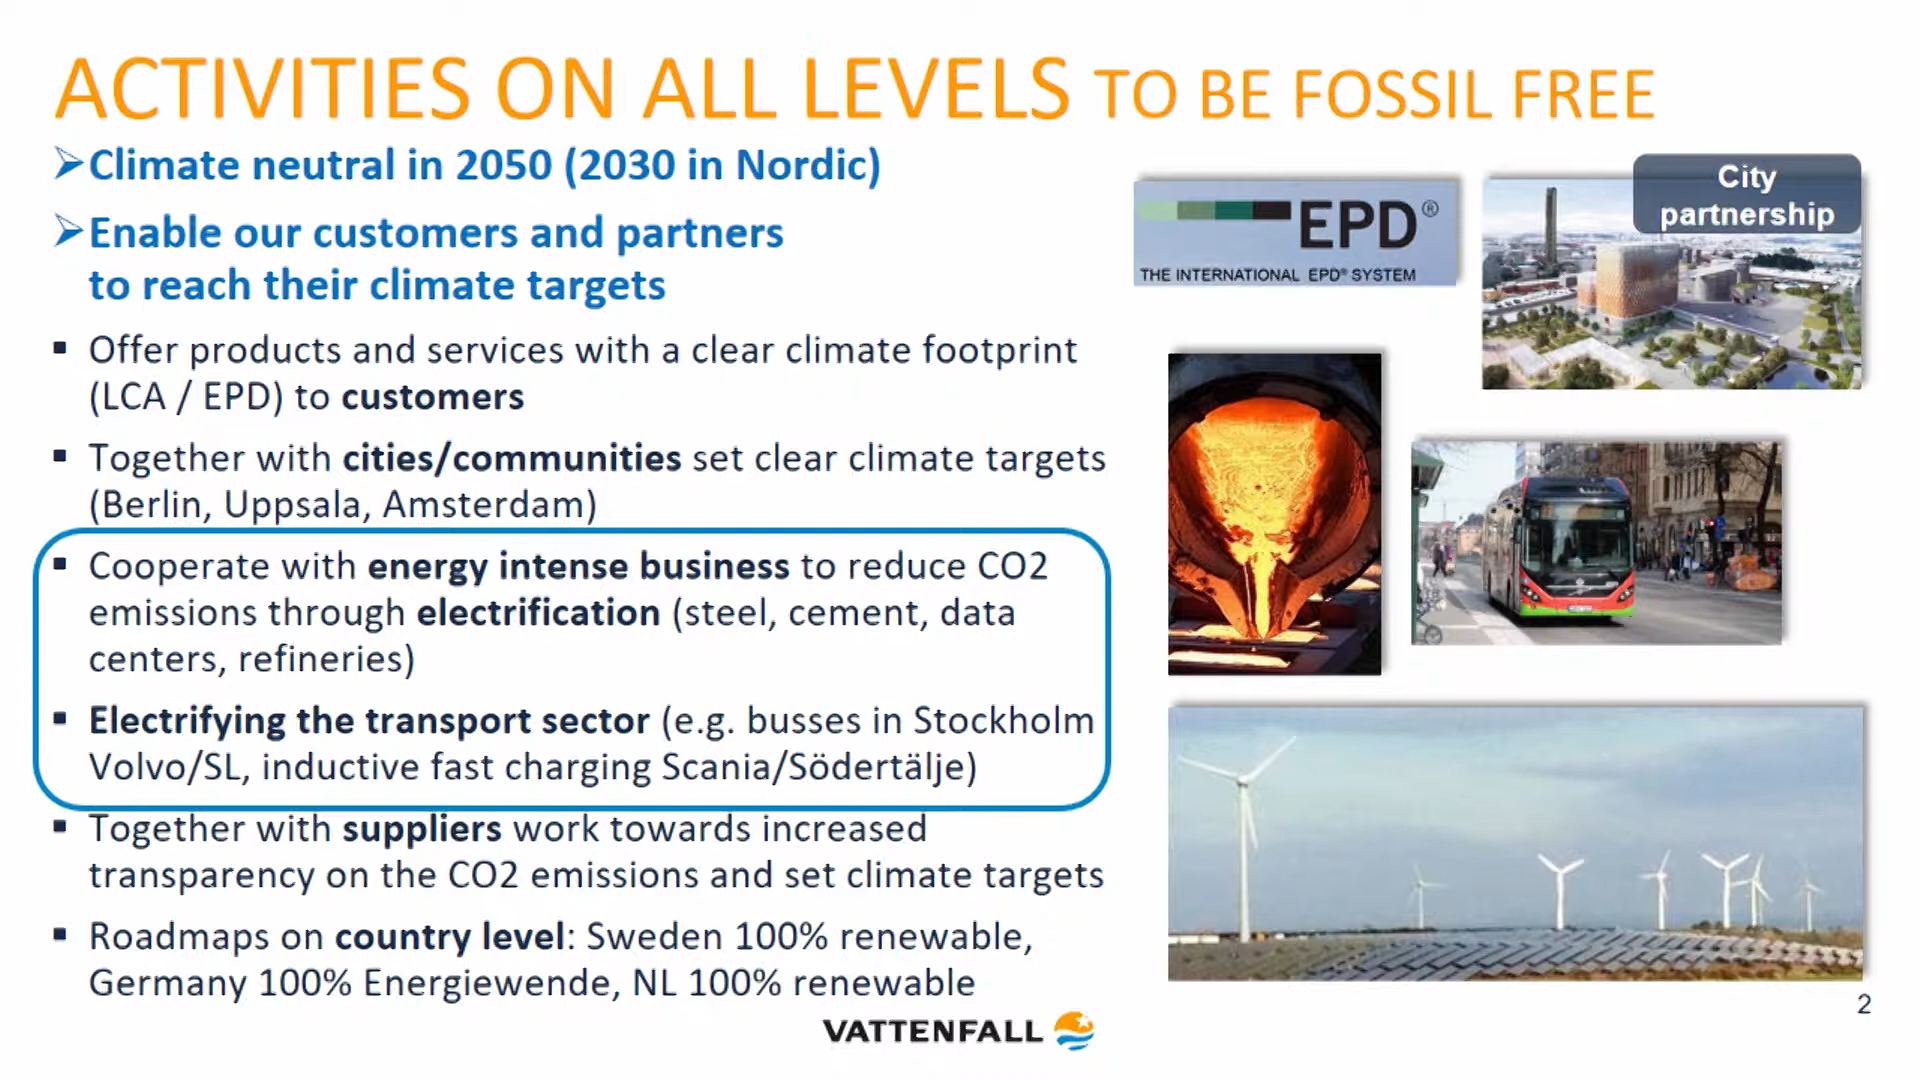 ACTIVITIES ON ALL LEVELS TO BE FOSSIL FREE
➢Climate neutral in 2050 (2030 in Nordic)
➢Enable our customers and partners
to reach their climate targets
▪ Offer products and services with a clear climate footprint
(LCA / EPD) to customers
▪ Together with cities/communities set clear climate targets
(Berlin, Uppsala, Amsterdam)
▪ Cooperate with energy intense business to reduce CO2
emissions through electrification (steel, cement, data
centers, refineries)
▪ Electrifying the transport sector (e.g. busses in Stockholm
Volvo/SL, inductive fast charging Scania/Södertälje)
▪ Together with suppliers work towards increased
transparency on the CO2 emissions and set climate targets
▪ Roadmaps on country level: Sweden 100% renewable,
Germany 100% Energiewende, NL 100% renewable
EPD®
THE INTERNATIONAL EPD® SYSTEM
City
partnership
VATTENFALL
2